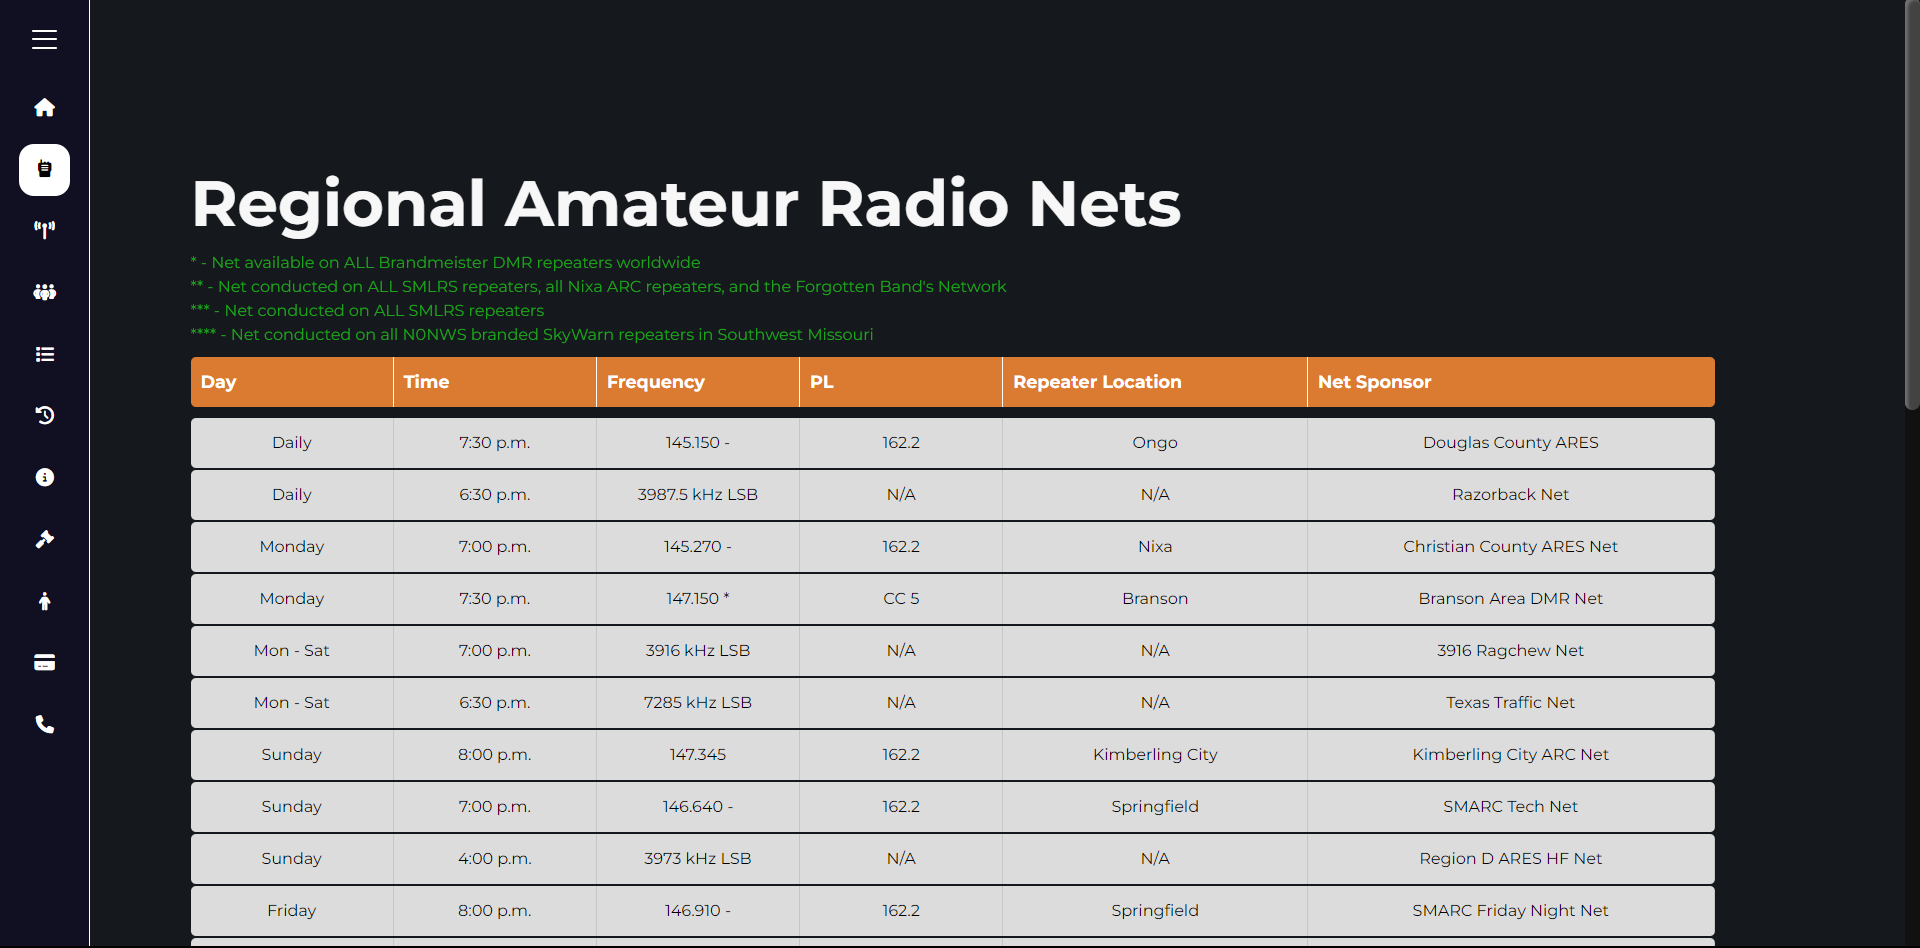 Regional Amateur Radio Nets
* - Net available on ALL Brandmeister DMR repeaters worldwide
** - Net conducted on ALL SMLRS repeaters, all Nixa ARC repeaters, and the Forgotten Band's Network
*** - Net conducted on ALL SMLRS repeaters
**** - Net conducted on all N0NWS branded SkyWarn repeaters in Southwest Missouri
Day Time Frequency PL Repeater Location Net Sponsor
Daily 7:30 p.m. 145.150 - 162.2 Ongo Douglas County ARES
Daily 6:30 p.m. 3987.5 kHz LSB N/A N/A Razorback Net
Monday 7:00 p.m. 145.270 - 162.2 Nixa Christian County ARES Net
Monday 7:30 p.m. 147.150 * CC 5 Branson Branson Area DMR Net
Mon - Sat 7:00 p.m. 3916 kHz LSB N/A N/A 3916 Ragchew Net
Mon - Sat 6:30 p.m. 7285 kHz LSB N/A N/A Texas Traffic Net
Sunday 8:00 p.m. 147.345 162.2 Kimberling City Kimberling City ARC Net
Sunday 7:00 p.m. 146.640 - 162.2 Springfield SMARC Tech Net
Sunday 4:00 p.m. 3973 kHz LSB N/A N/A Region D ARES HF Net
Friday 8:00 p.m. 146.910 - 162.2 Springfield SMARC Friday Night Net